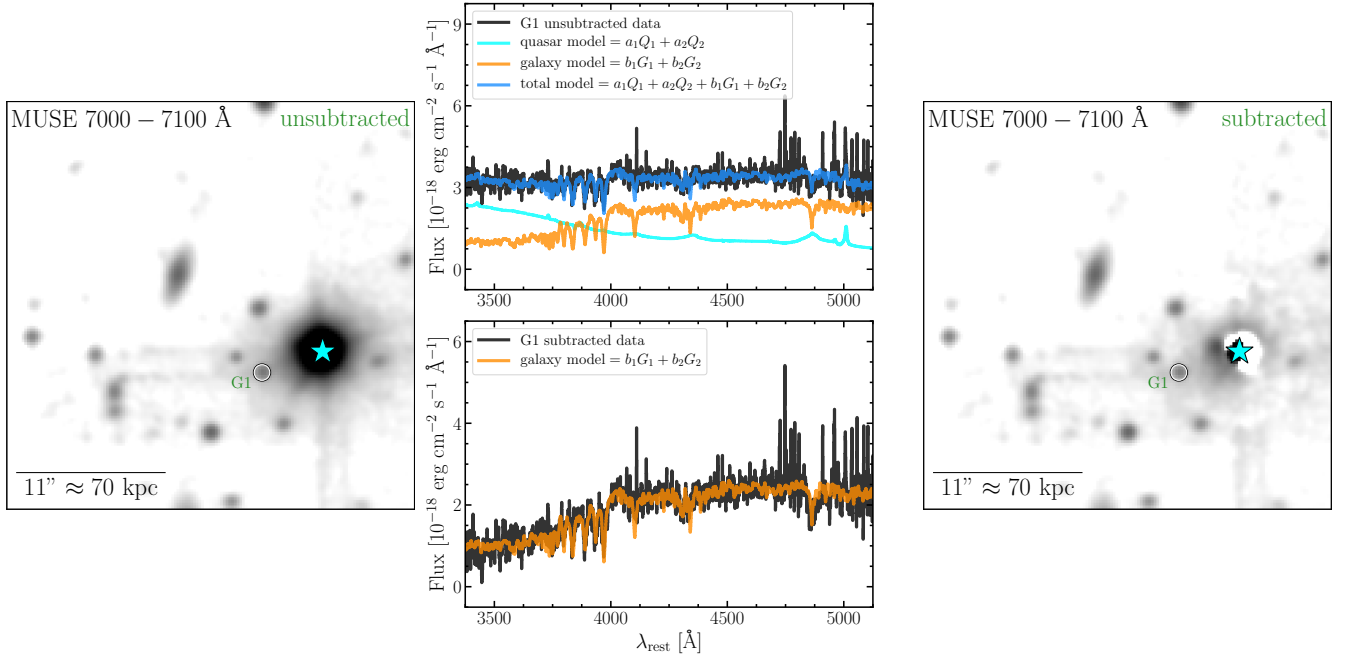 MUSE 7000 − 7100 Å unsubtracted
G1
11” ≈ 70 kpc
G1 unsubtracted data
quasar model = a₁Q₁ + a₂Q₂
galaxy model = b₁G₁ + b₂G₂
total model = a₁Q₁ + a₂Q₂ + b₁G₁ + b₂G₂
Flux [10⁻¹⁸ erg cm⁻² s⁻¹ Å⁻¹]
9
6
3
0
3500 4000 4500 5000
G1 subtracted data
galaxy model = b₁G₁ + b₂G₂
Flux [10⁻¹⁸ erg cm⁻² s⁻¹ Å⁻¹]
6
4
2
0
3500 4000 4500 5000
λrest [Å]
MUSE 7000 − 7100 Å subtracted
G1
11” ≈ 70 kpc